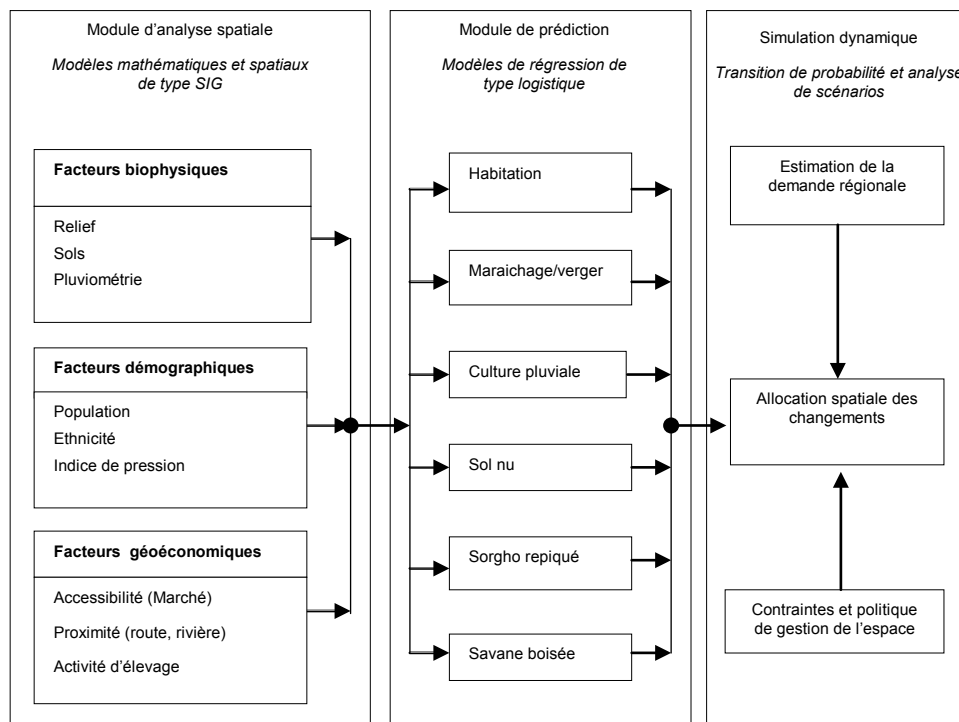 Module d'analyse spatiale
Modèles mathématiques et spatiaux
de type SIG
Facteurs biophysiques
Relief
Sols
Pluviométrie
Facteurs démographiques
Population
Ethnicité
Indice de pression
Facteurs géoéconomiques
Accessibilité (Marché)
Proximité (route, rivière)
Activité d'élevage
Module de prédiction
Modèles de régression de
type logistique
Habitation
Maraichage/verger
Culture pluviale
Sol nu
Sorgho repiqué
Savane boisée
Simulation dynamique
Transition de probabilité et analyse
de scénarios
Estimation de la
demande régionale
Allocation spatiale des
changements
Contraintes et politique
de gestion de l'espace